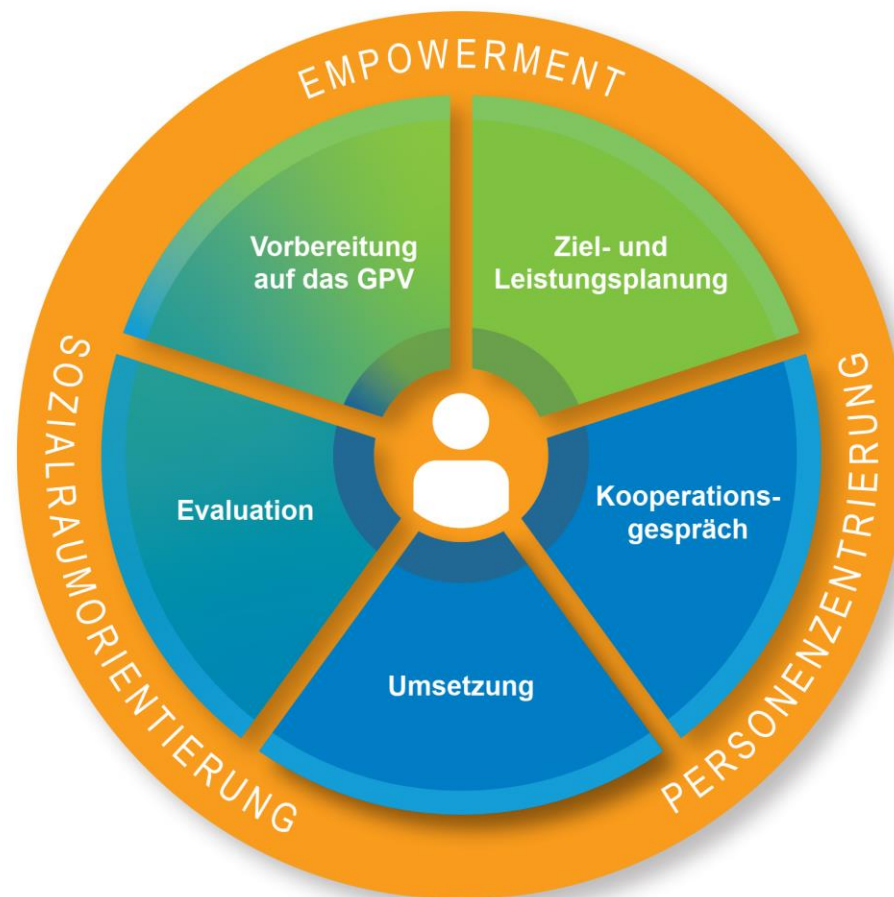 EMPOWERMENT
Vorbereitung
auf das GPV
Ziel- und
Leistungsplanung
SOZIALRAUMORIENTIERUNG
PERSONENZENTRIERUNG
Evaluation
Kooperations-
gespräch
Umsetzung